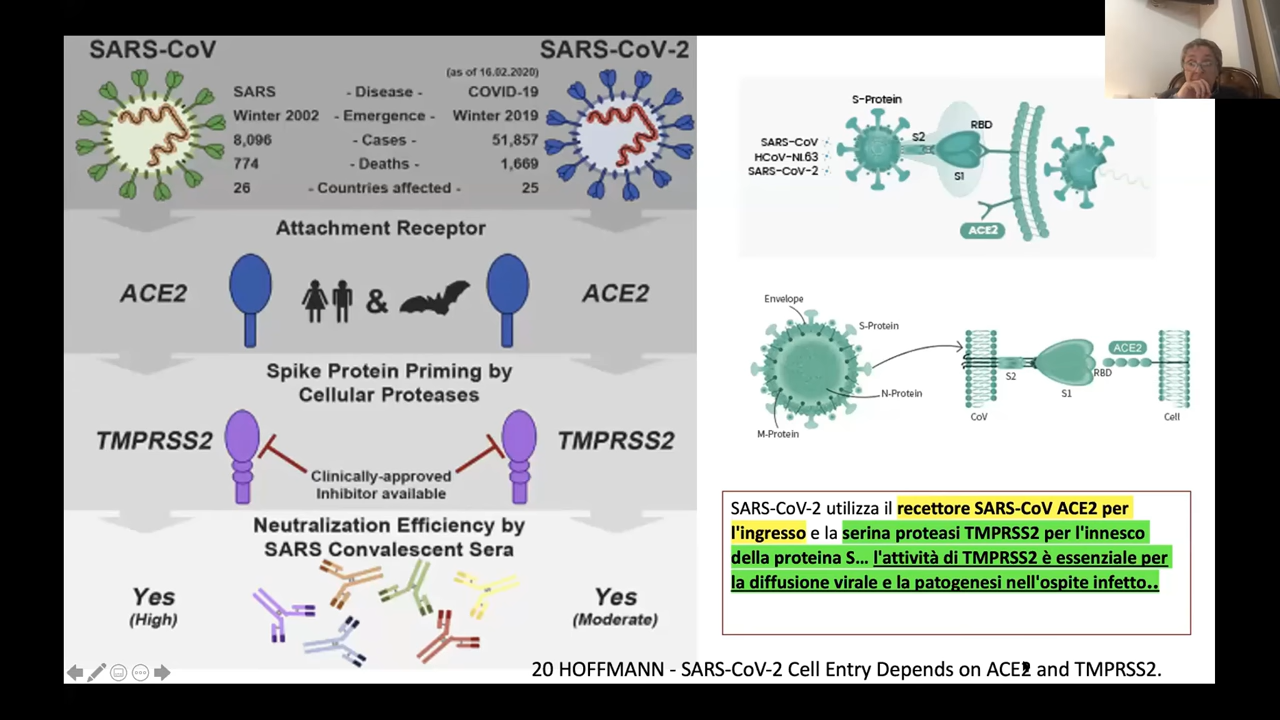 SARS-CoV
SARS-CoV-2
(as of 16.02.2020)
SARS - Disease - COVID-19
Winter 2002 - Emergence - Winter 2019
8,096 - Cases - 51,857
774 - Deaths - 1,669
26 - Countries affected - 25
Attachment Receptor
ACE2 & ACE2
Spike Protein Priming by
Cellular Proteases
TMPRSS2 TMPRSS2
Clinically-approved
Inhibitor available
Neutralization Efficiency by
SARS Convalescent Sera
Yes Yes
(High) (Moderate)
S-Protein
RBD
S2
SARS-CoV
HCoV-NL63
SARS-CoV-2
S1
ACE2
Envelope
S-Protein
ACE2
RBD
S2
S1
N-Protein
CoV Cell
M-Protein
SARS-CoV-2 utilizza il recettore SARS-CoV ACE2 per
l'ingresso e la serina proteasi TMPRSS2 per l'innesco
della proteina S... l'attività di TMPRSS2 è essenziale per
la diffusione virale e la patogenesi nell'ospite infetto..
20 HOFFMANN - SARS-CoV-2 Cell Entry Depends on ACE2 and TMPRSS2.